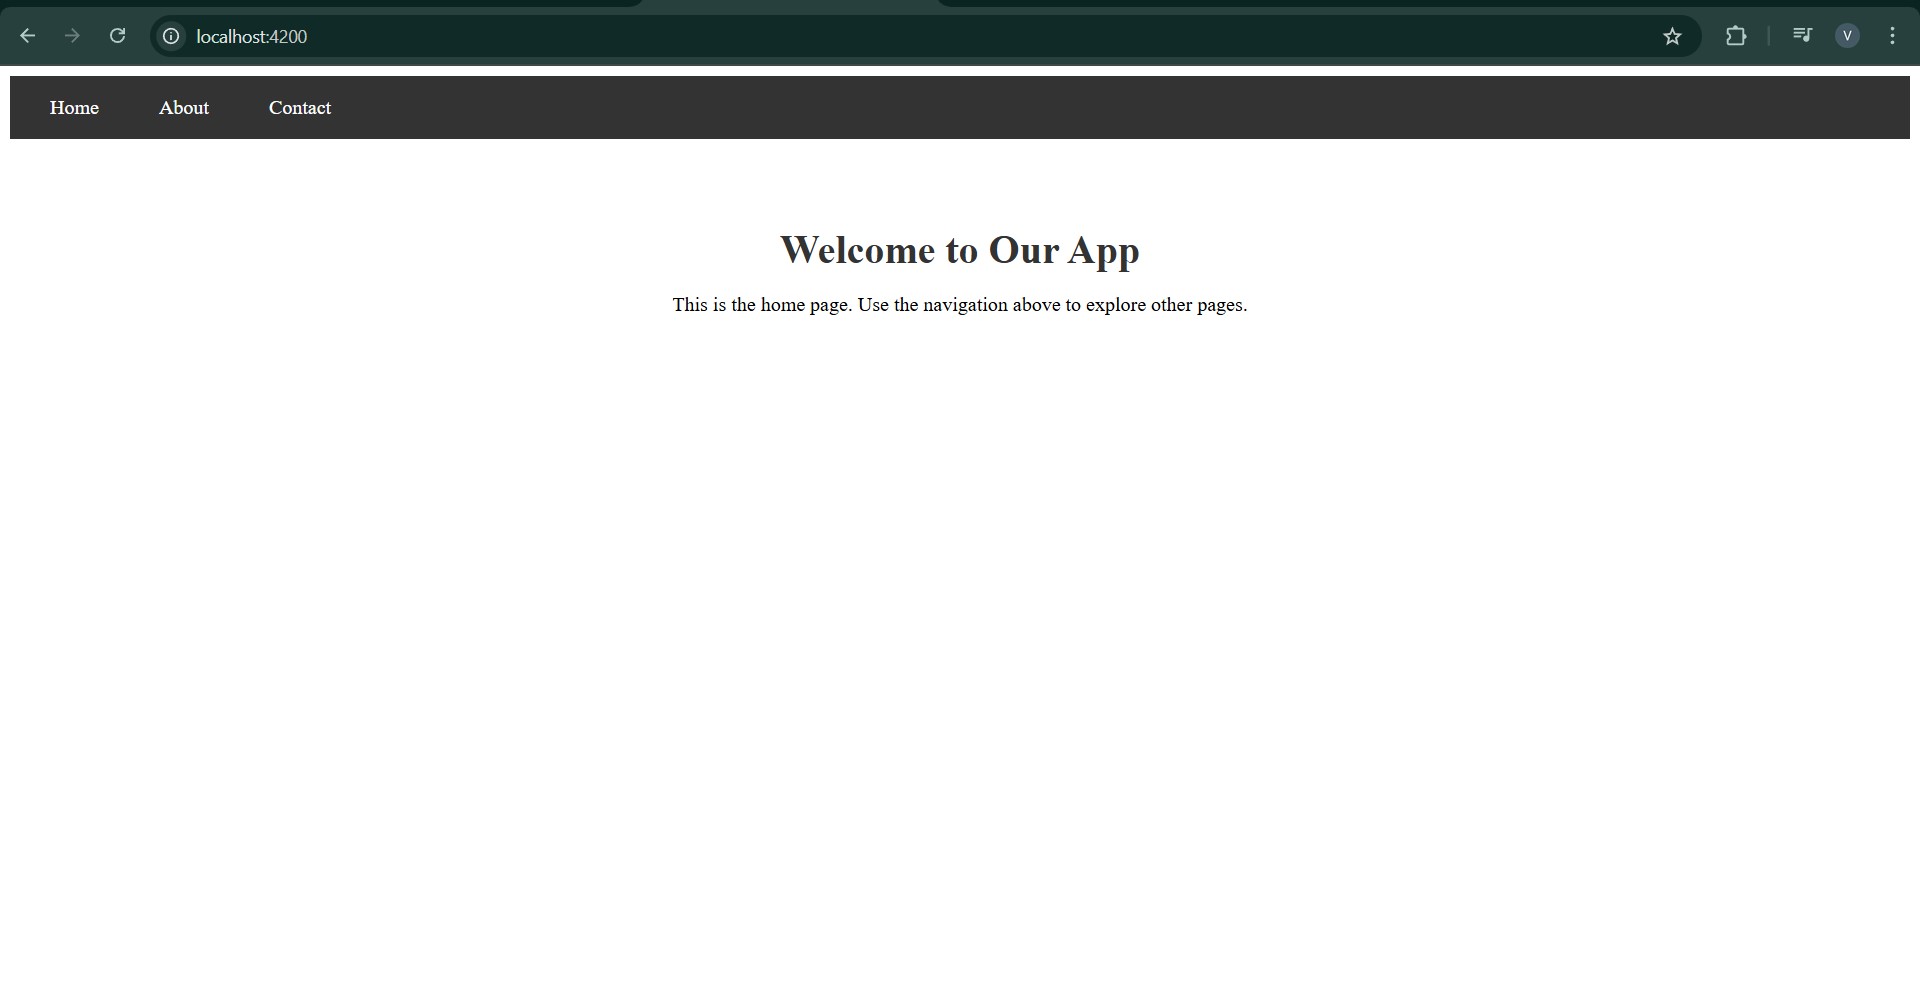 localhost:4200
V
Home About Contact
Welcome to Our App
This is the home page. Use the navigation above to explore other pages.